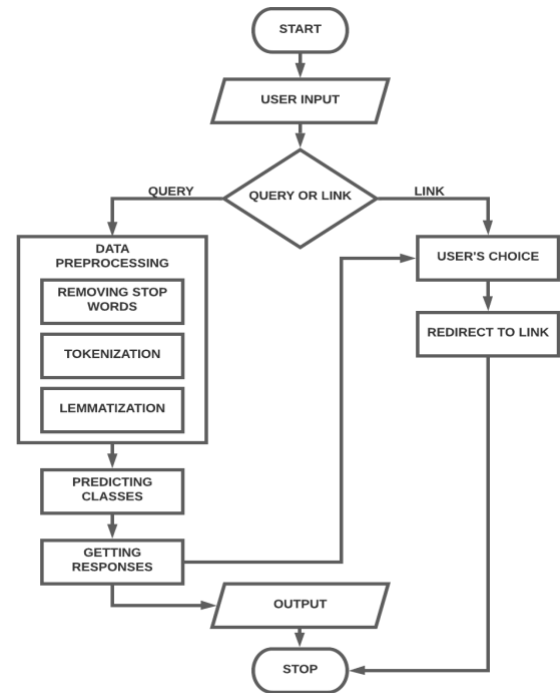 START
USER INPUT
QUERY OR LINK
QUERY
LINK
DATA
PREPROCESSING
REMOVING STOP
WORDS
TOKENIZATION
LEMMATIZATION
PREDICTING
CLASSES
GETTING
RESPONSES
USER'S CHOICE
REDIRECT TO LINK
OUTPUT
STOP